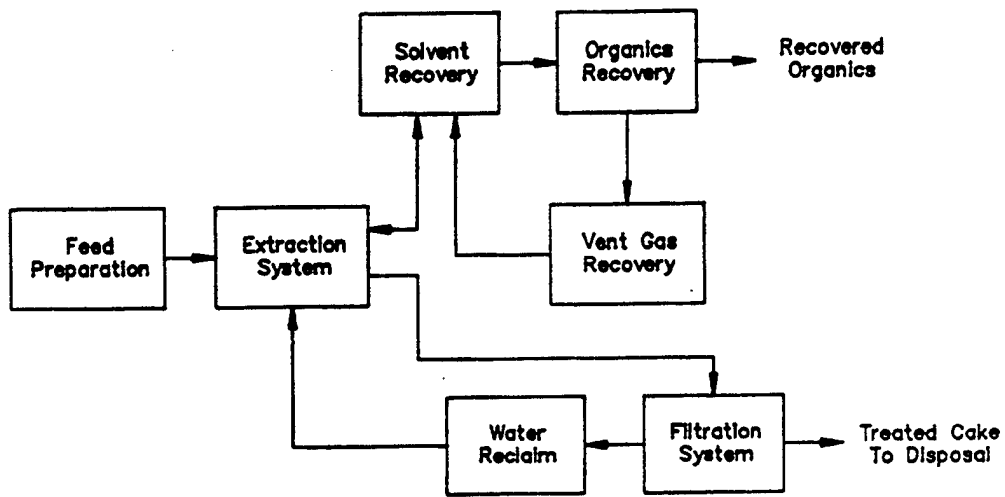 Solvent
Recovery
Organics
Recovery
Recovered
Organics
Feed
Preparation
Extraction
System
Vent Gas
Recovery
Water
Reclaim
Filtration
System
Treated Cake
To Disposal